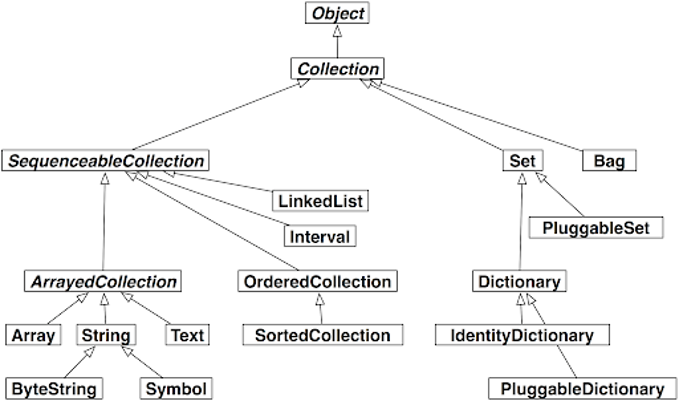 Object
Collection
SequenceableCollection
Set
Bag
LinkedList
PluggableSet
Interval
ArrayedCollection
OrderedCollection
Dictionary
Array
String
Text
SortedCollection
IdentityDictionary
ByteString
Symbol
PluggableDictionary